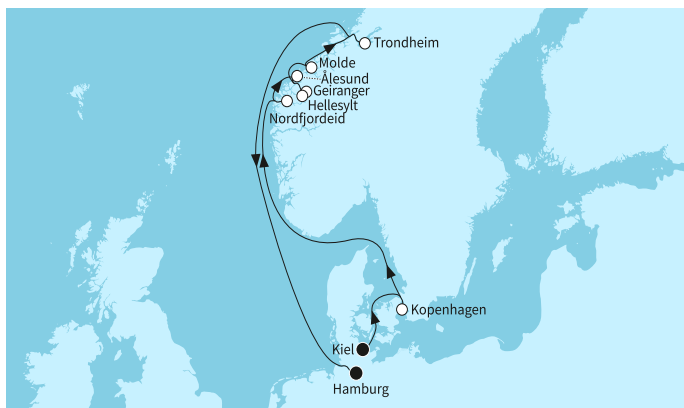 Trondheim
Molde
Ålesund
Geiranger
Hellesylt
Nordfjordeid
Kopenhagen
Kiel
Hamburg